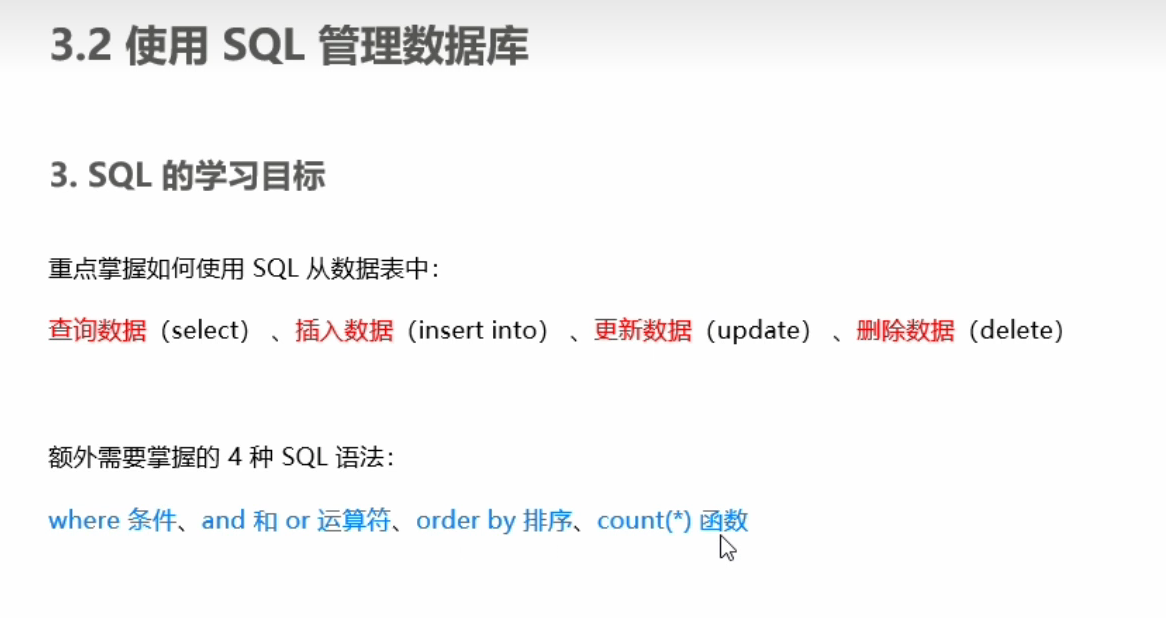 3.2 使用 SQL 管理数据库
3. SQL 的学习目标
重点掌握如何使用 SQL 从数据表中：
查询数据（select） 、插入数据（insert into） 、更新数据（update） 、删除数据（delete）
额外需要掌握的 4 种 SQL 语法：
where 条件、and 和 or 运算符、order by 排序、count(*) 函数